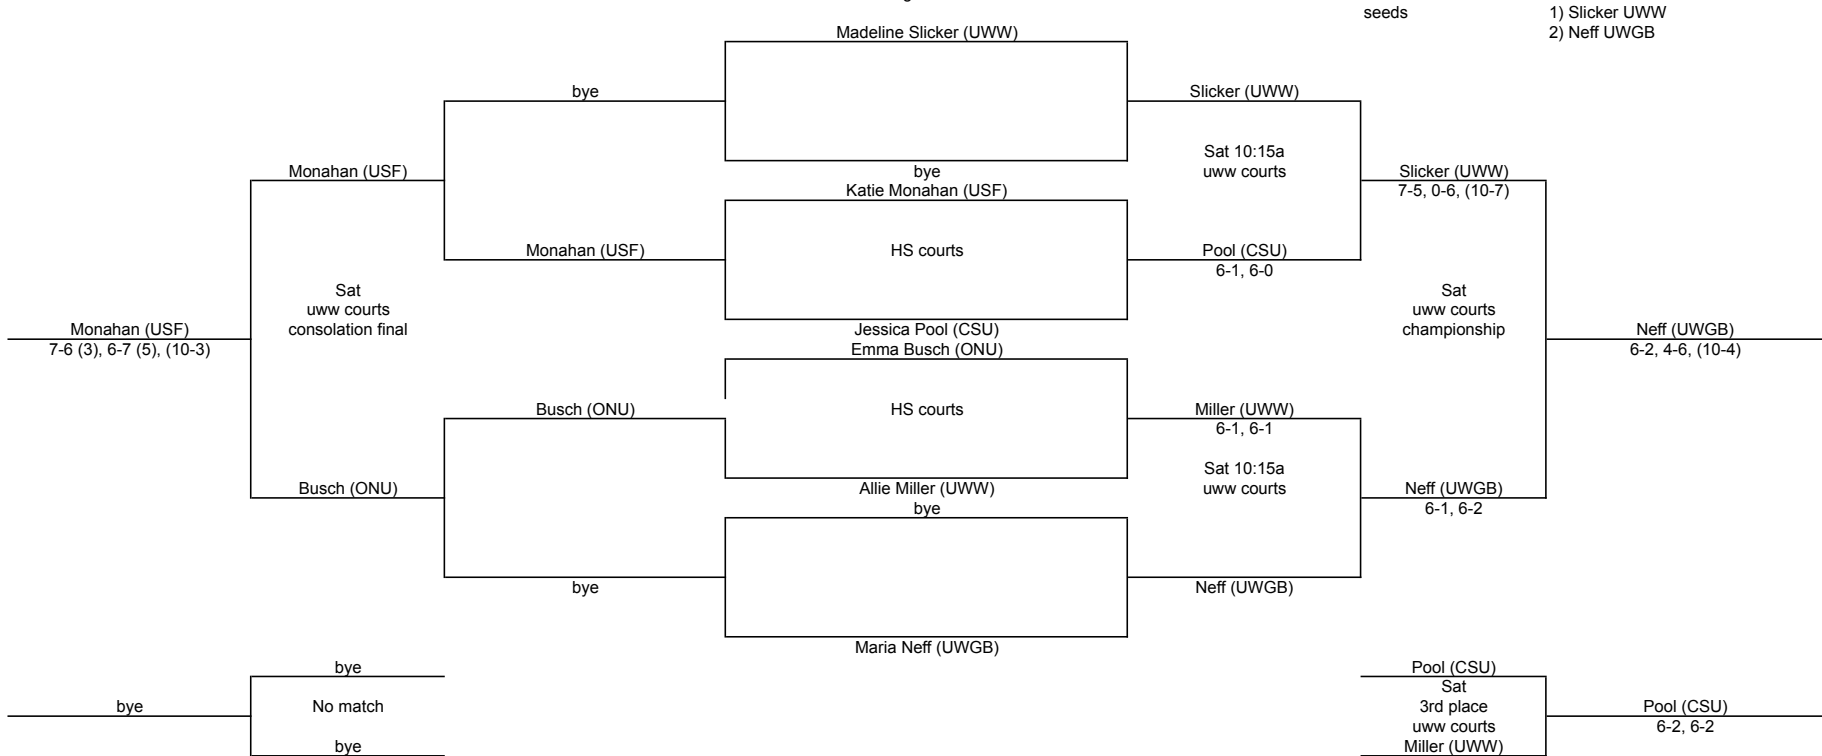 seeds
1) Slicker UWW
2) Neff UWGB
Madeline Slicker (UWW)
bye
Slicker (UWW)
Sat 10:15a
uww courts
bye
Katie Monahan (USF)
Monahan (USF)
Slicker (UWW)
7-5, 0-6, (10-7)
HS courts
Monahan (USF)
Pool (CSU)
6-1, 6-0
Sat
uww courts
consolation final
Sat
uww courts
championship
Monahan (USF)
7-6 (3), 6-7 (5), (10-3)
Jessica Pool (CSU)
Emma Busch (ONU)
Neff (UWGB)
6-2, 4-6, (10-4)
Busch (ONU)
HS courts
Miller (UWW)
6-1, 6-1
Sat 10:15a
uww courts
Busch (ONU)
Allie Miller (UWW)
bye
Neff (UWGB)
6-1, 6-2
bye
Neff (UWGB)
Maria Neff (UWGB)
bye
No match
bye
bye
Pool (CSU)
Sat
3rd place
uww courts
Miller (UWW)
Pool (CSU)
6-2, 6-2